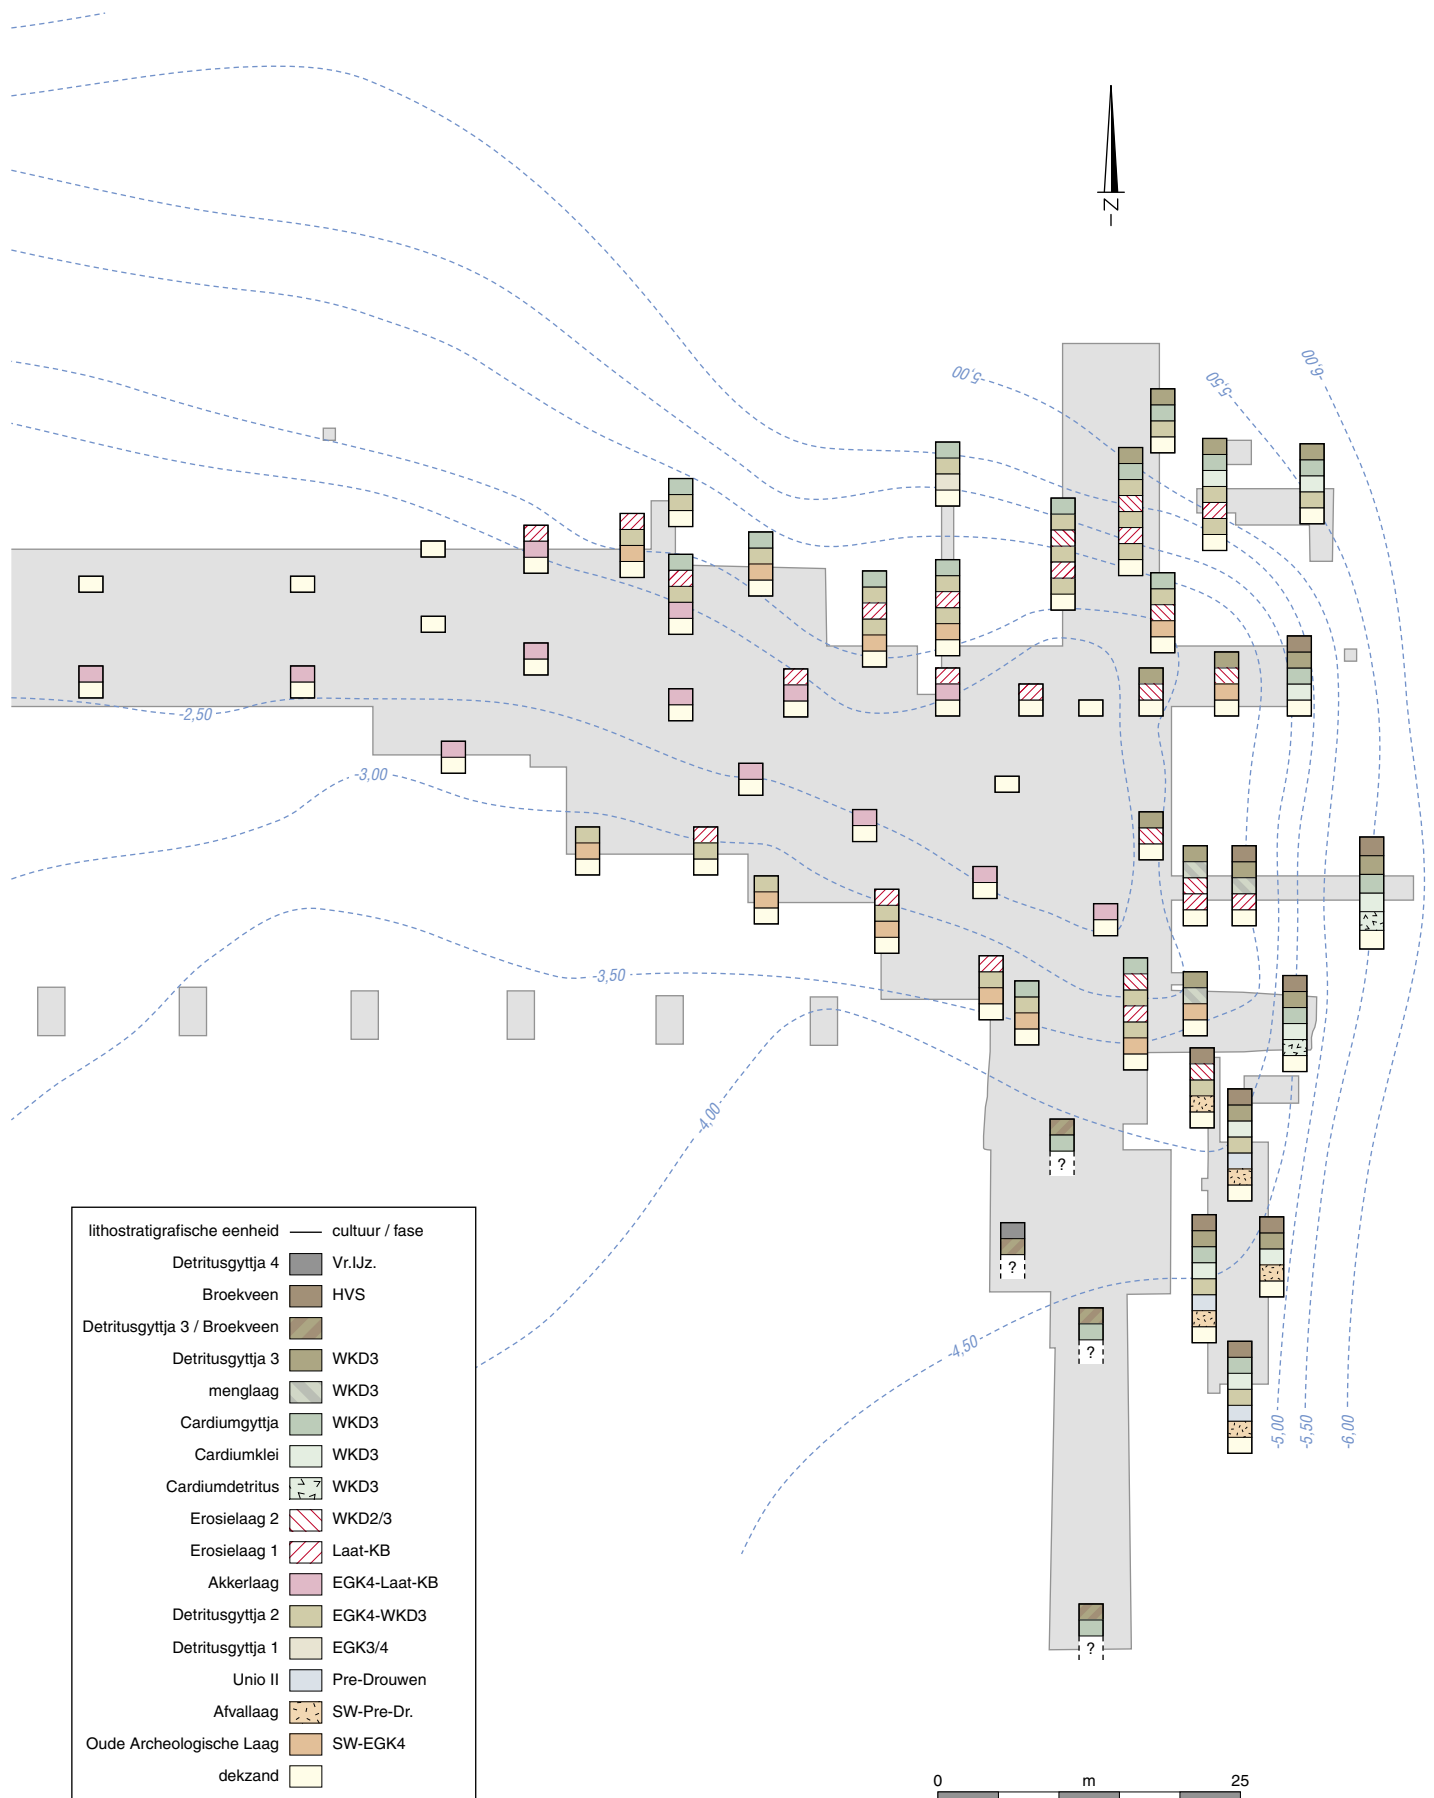 -5,00
-5,50
-6,00
N
-2,50
-3,00
-3,50
-4,00
?
?
-4,50
?
-5,00
-5,50
-6,00
?
lithostratigrafische eenheid — cultuur / fase
Detritusgyttja 4 Vr.IJz.
Broekveen HVS
Detritusgyttja 3 / Broekveen
Detritusgyttja 3 WKD3
menglaag WKD3
Cardiumgyttja WKD3
Cardiumklei WKD3
Cardiumdetritus WKD3
Erosielaag 2 WKD2/3
Erosielaag 1 Laat-KB
Akkerlaag EGK4-Laat-KB
Detritusgyttja 2 EGK4-WKD3
Detritusgyttja 1 EGK3/4
Unio II Pre-Drouwen
Afvallaag SW-Pre-Dr.
Oude Archeologische Laag SW-EGK4
dekzand
0 m 25